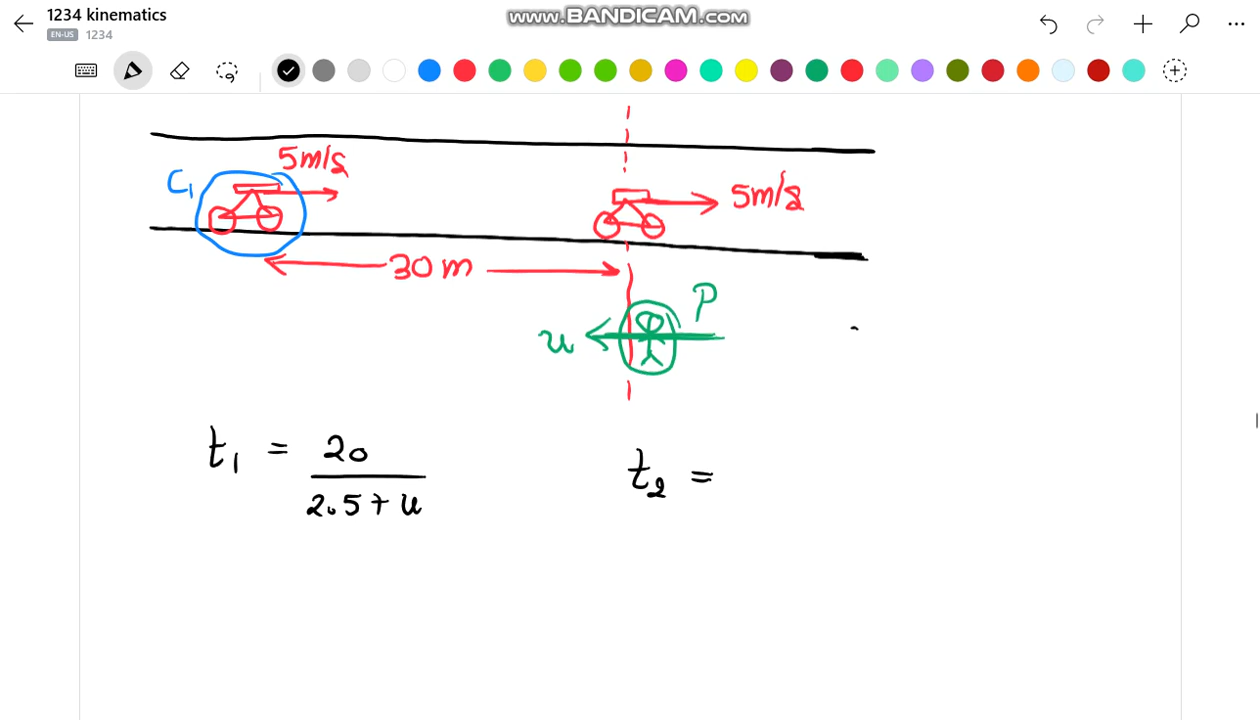 1234 kinematics
WWW.BANDICAM.COM
EN-US 1234
5m/s
C₁
5m/s
30 m
P
u
t₁ = 20 / 2.5 + u
t₂ =